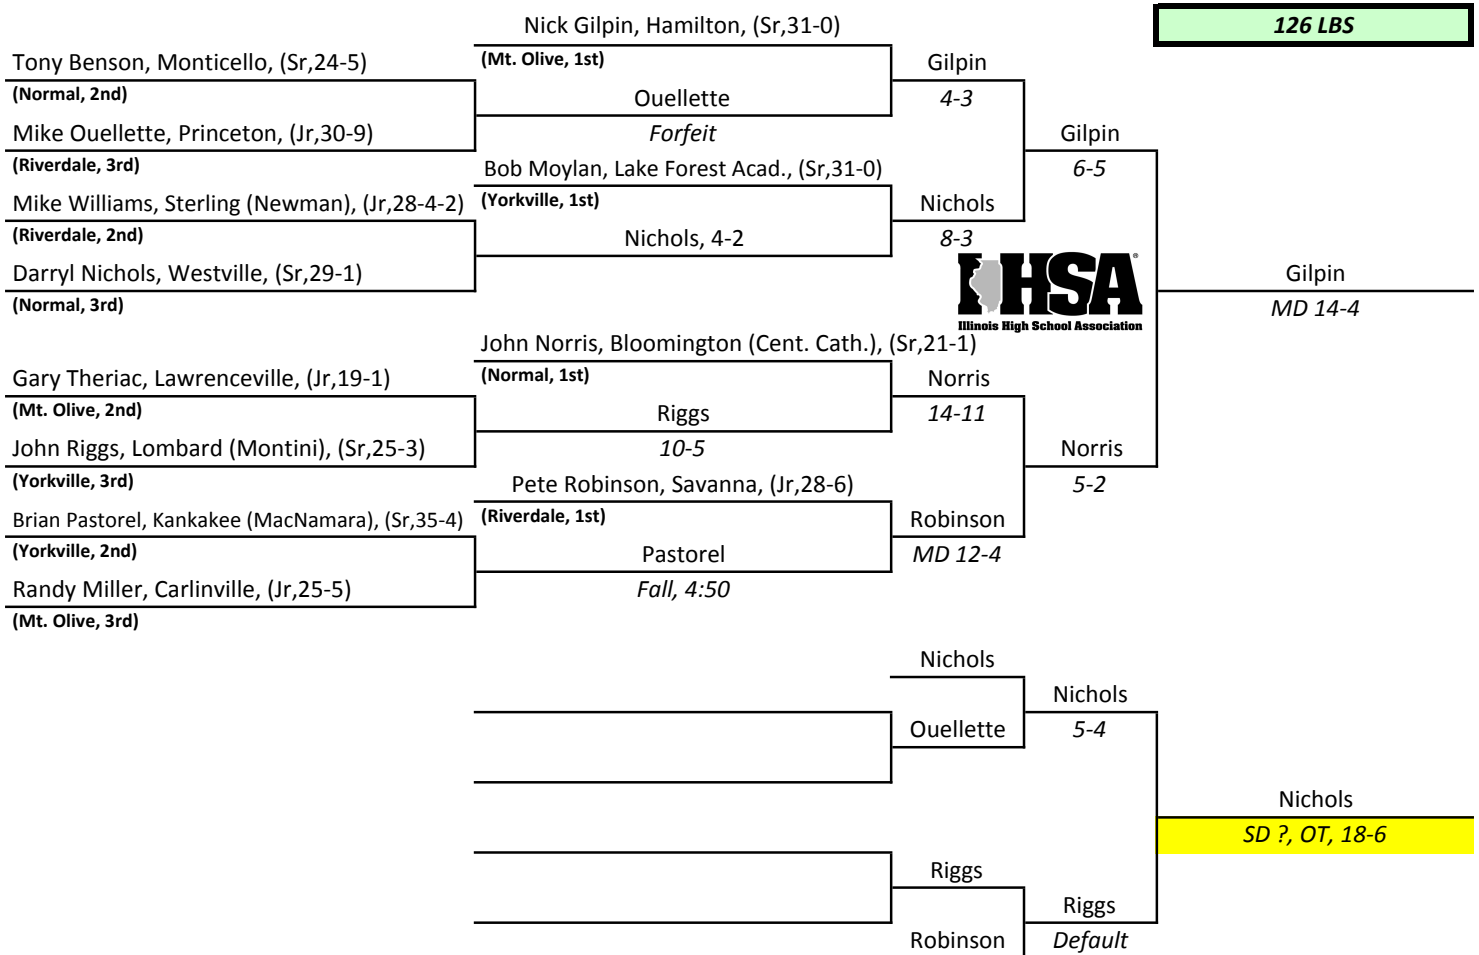 Nick Gilpin, Hamilton, (Sr,31-0)
126 LBS
Tony Benson, Monticello, (Sr,24-5)
(Mt. Olive, 1st)
Gilpin
(Normal, 2nd)
Ouellette
4-3
Mike Ouellette, Princeton, (Jr,30-9)
Forfeit
Gilpin
(Riverdale, 3rd)
Bob Moylan, Lake Forest Acad., (Sr,31-0)
6-5
Mike Williams, Sterling (Newman), (Jr,28-4-2)
(Yorkville, 1st)
Nichols
(Riverdale, 2nd)
Nichols, 4-2
8-3
Darryl Nichols, Westville, (Sr,29-1)
IHSA®
Gilpin
(Normal, 3rd)
MD 14-4
Illinois High School Association
John Norris, Bloomington (Cent. Cath.), (Sr,21-1)
Gary Theriac, Lawrenceville, (Jr,19-1)
(Normal, 1st)
Norris
(Mt. Olive, 2nd)
Riggs
14-11
John Riggs, Lombard (Montini), (Sr,25-3)
10-5
Norris
(Yorkville, 3rd)
Pete Robinson, Savanna, (Jr,28-6)
5-2
Brian Pastorel, Kankakee (MacNamara), (Sr,35-4)
(Riverdale, 1st)
Robinson
(Yorkville, 2nd)
Pastorel
MD 12-4
Randy Miller, Carlinville, (Jr,25-5)
Fall, 4:50
(Mt. Olive, 3rd)
Nichols
Nichols
Ouellette
5-4
Nichols
SD ?, OT, 18-6
Riggs
Riggs
Robinson
Default